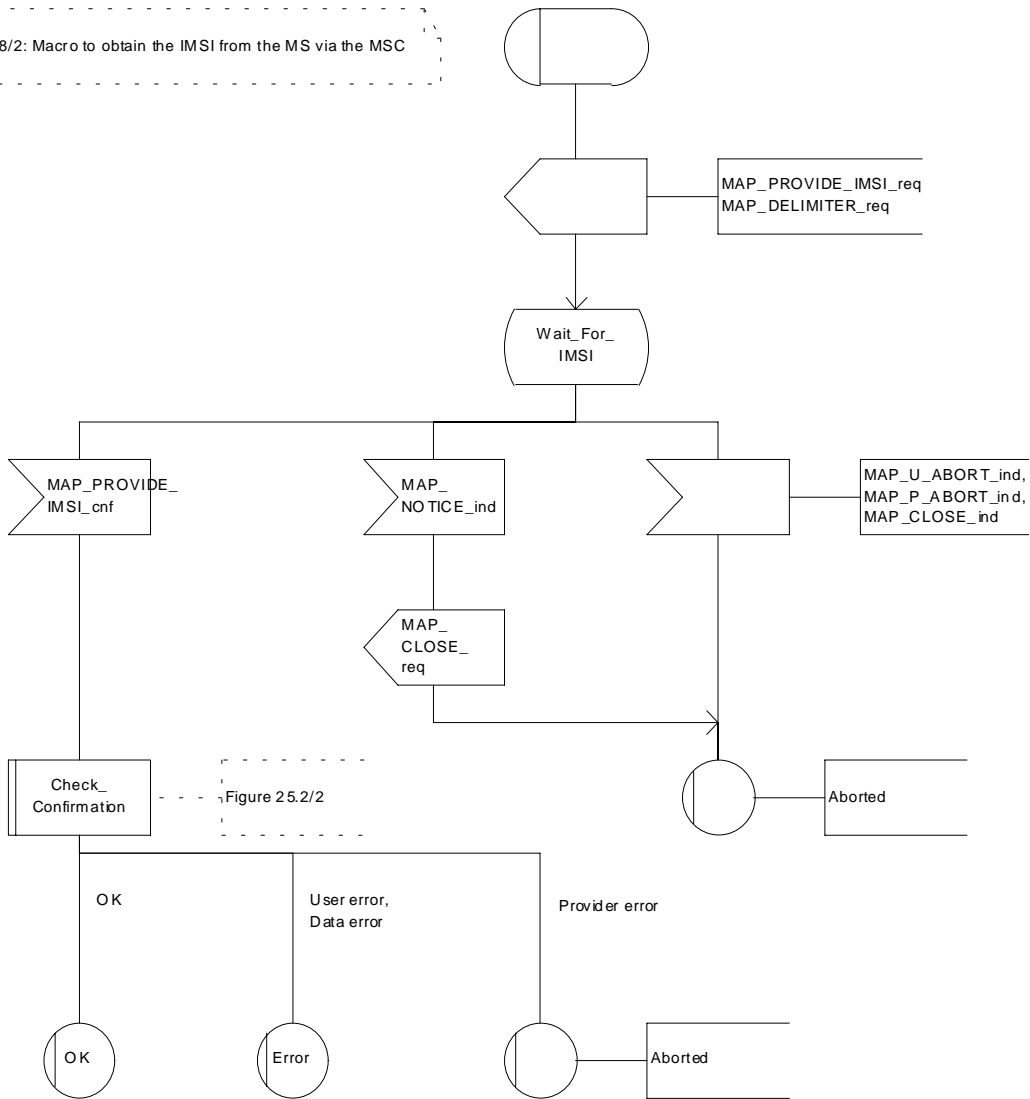 8/2: Macro to obtain the IMSI from the MS via the MSC
MAP_PROVIDE_IMSI_req
MAP_DELIMITER_req
Wait_For_
IMSI
MAP_PROVIDE_
IMSI_cnf
MAP_
NOTICE_ind
MAP_U_ABORT_ind,
MAP_P_ABORT_ind,
MAP_CLOSE_ind
MAP_
CLOSE_
req
Check_
Confirmation
Figure 25.2/2
Aborted
OK
User error,
Data error
Provider error
OK
Error
Aborted